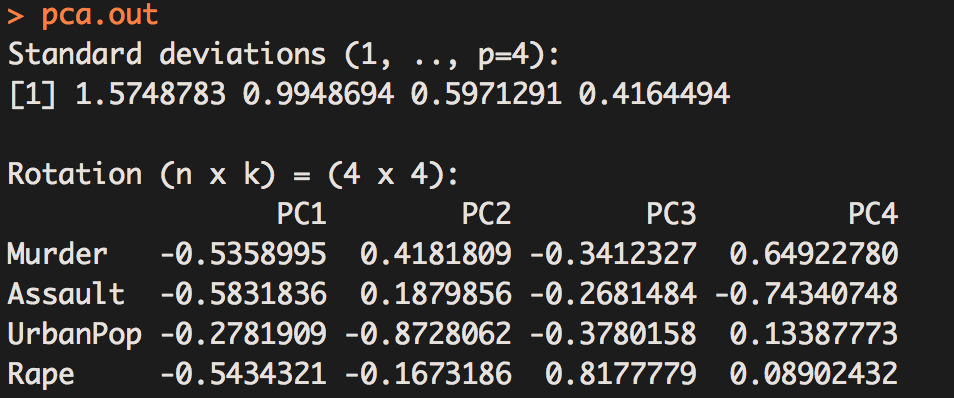 > pca.out
Standard deviations (1, .., p=4):
[1] 1.5748783 0.9948694 0.5971291 0.4164494

Rotation (n x k) = (4 x 4):
                PC1        PC2        PC3         PC4
Murder   -0.5358995  0.4181809 -0.3412327  0.64922780
Assault  -0.5831836  0.1879856 -0.2681484 -0.74340748
UrbanPop -0.2781909 -0.8728062 -0.3780158  0.13387773
Rape     -0.5434321 -0.1673186  0.8177779  0.08902432